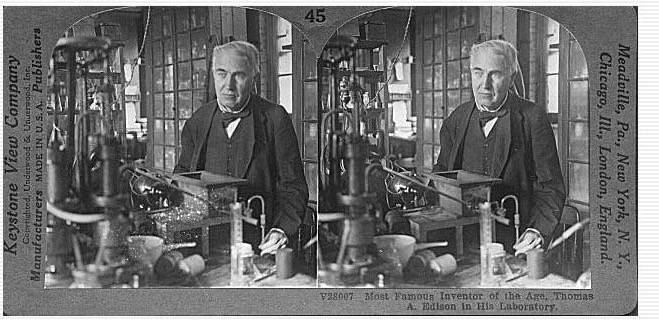 45
Keystone View Company
Copyrighted, Underwood & Underwood, Inc.
Manufacturers MADE IN U.S.A. Publishers
Meadville, Pa., New York, N. Y.,
Chicago, Ill., London, England.
V28007 Most Famous Inventor of the Age, Thomas
A. Edison in His Laboratory.